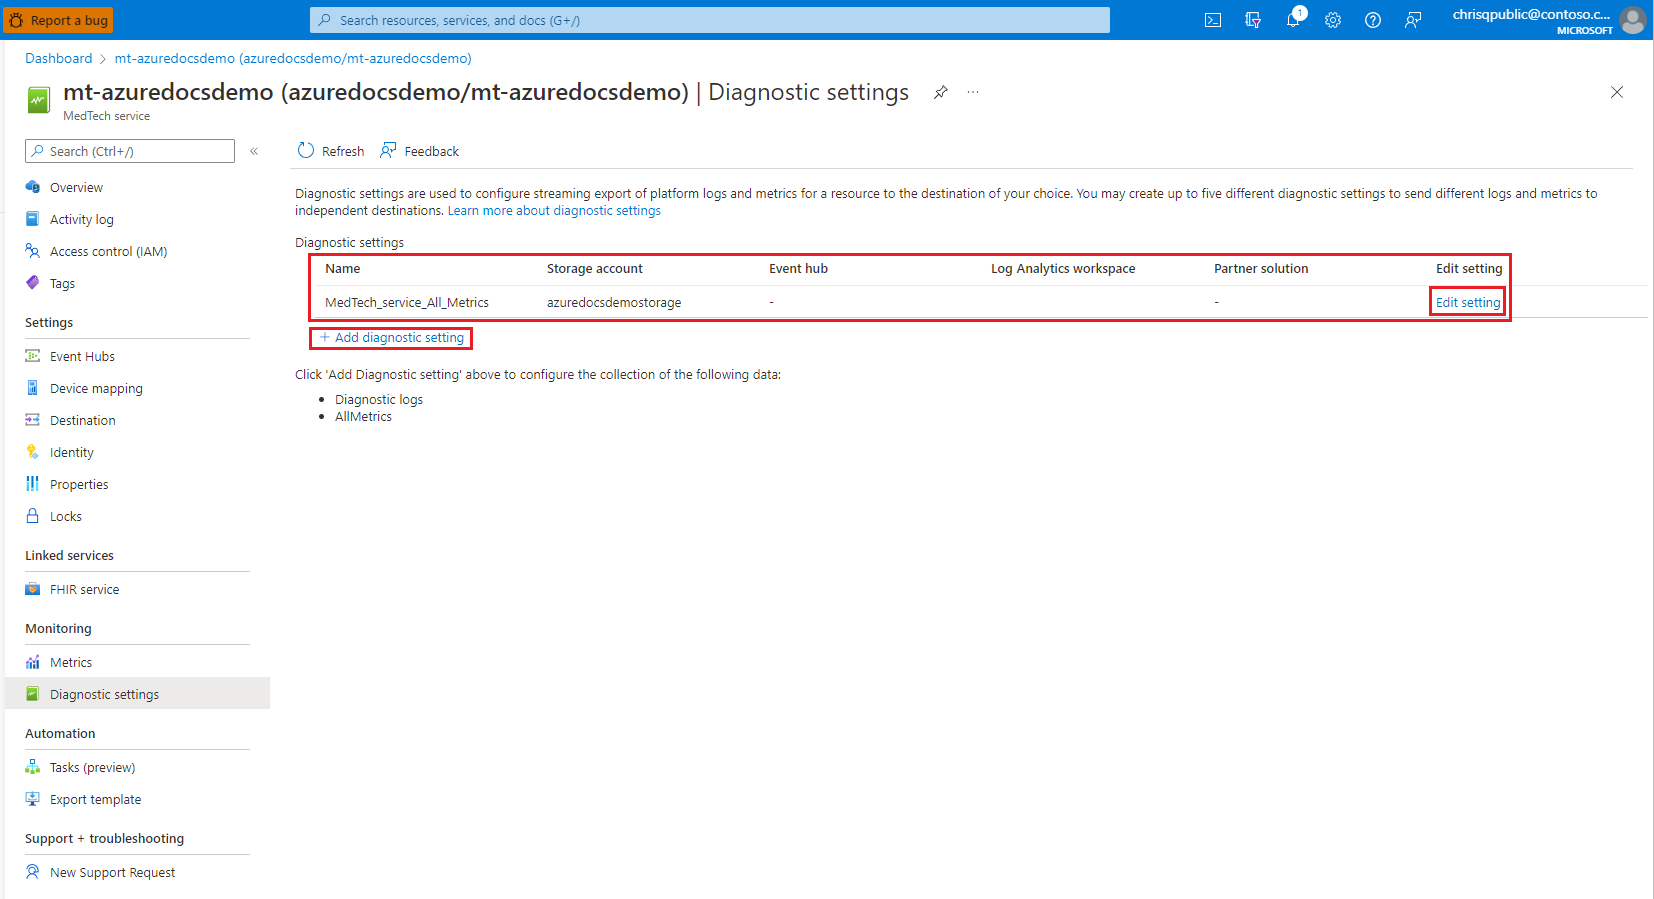 Report a bug
Search resources, services, and docs (G+/)
1
chrisqpublic@contoso.c...
MICROSOFT
Dashboard > mt-azuredocsdemo (azuredocsdemo/mt-azuredocsdemo)
mt-azuredocsdemo (azuredocsdemo/mt-azuredocsdemo) | Diagnostic settings ...
MedTech service
Search (Ctrl+/) «
Overview
Activity log
Access control (IAM)
Tags
Settings
Event Hubs
Device mapping
Destination
Identity
Properties
Locks
Linked services
FHIR service
Monitoring
Metrics
Diagnostic settings
Automation
Tasks (preview)
Export template
Support + troubleshooting
New Support Request
Refresh Feedback
Diagnostic settings are used to configure streaming export of platform logs and metrics for a resource to the destination of your choice. You may create up to five different diagnostic settings to send different logs and metrics to
independent destinations. Learn more about diagnostic settings
Diagnostic settings
Name Storage account Event hub Log Analytics workspace Partner solution Edit setting
MedTech_service_All_Metrics azuredocsdemostorage - - Edit setting
+ Add diagnostic setting
Click 'Add Diagnostic setting' above to configure the collection of the following data:
• Diagnostic logs
• AllMetrics